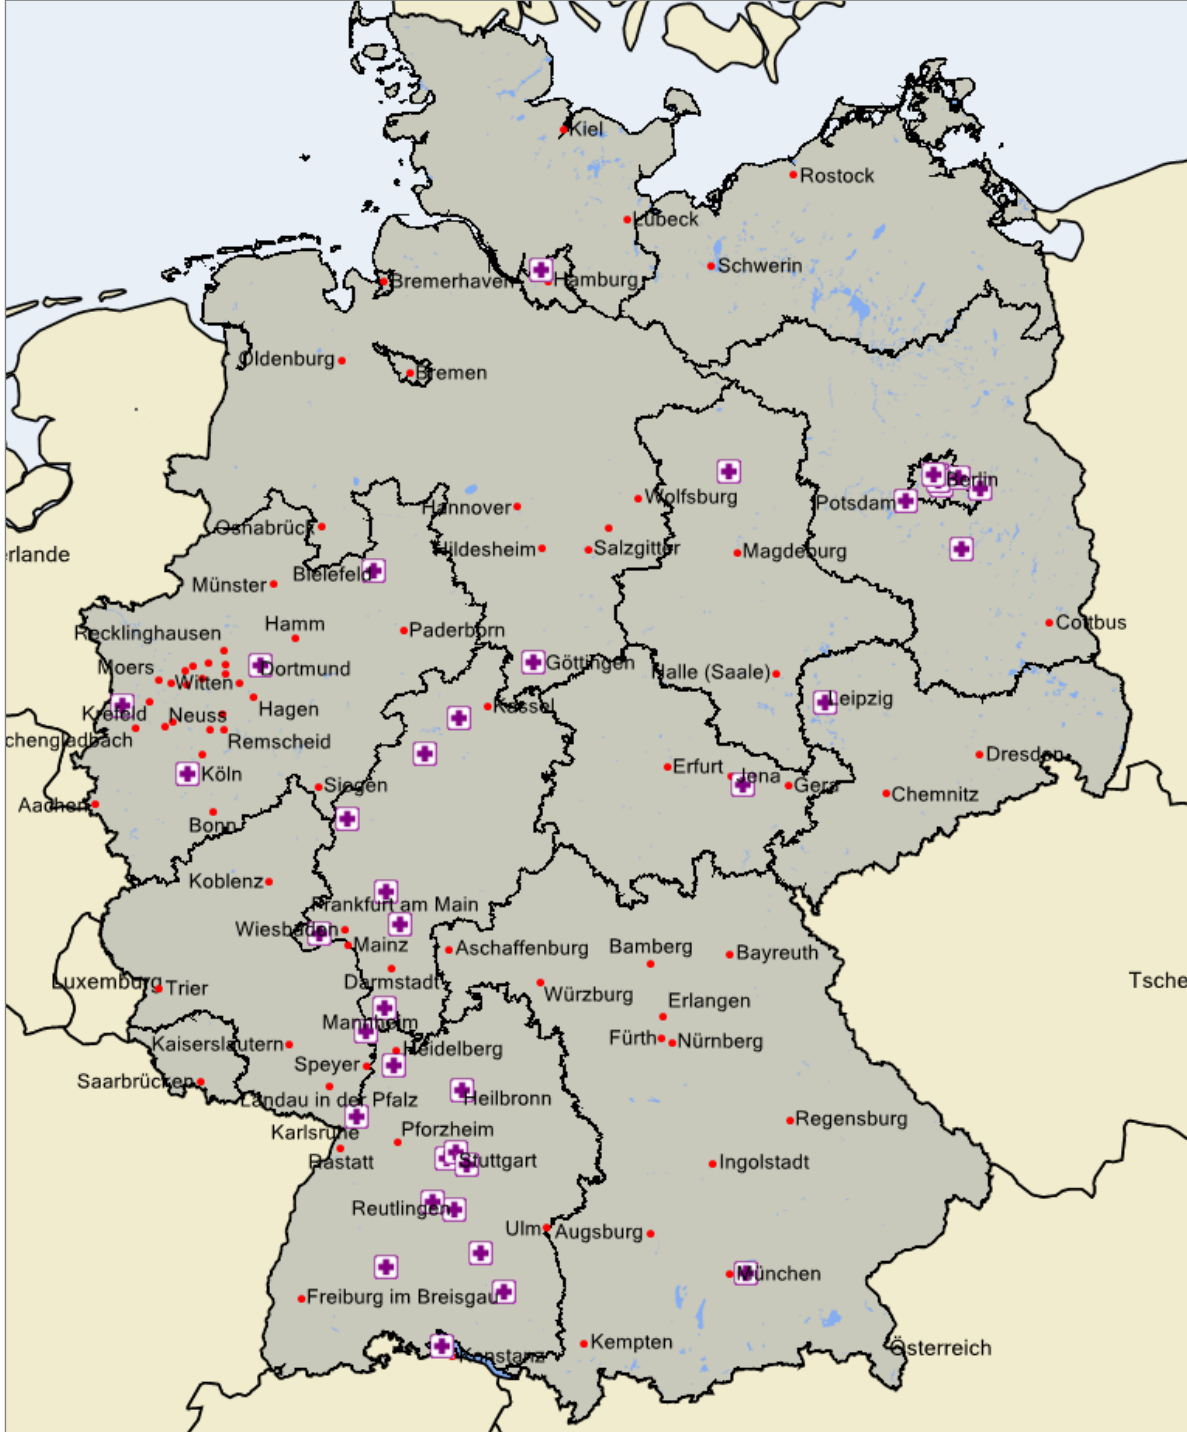 Kiel
Rostock
Lübeck
Schwerin
Bremerhaven
Hamburg
Oldenburg
Bremen
Hannover
Wolfsburg
Berlin
Potsdam
Osnabrück
Hildesheim
Salzgitter
Magdeburg
erlande
Bielefeld
Münster
Hamm
Paderborn
Cottbus
Recklinghausen
Moers
Dortmund
Göttingen
Halle (Saale)
Witten
Krefeld
Neuss
Hagen
Kassel
Leipzig
chengladbach
Remscheid
Köln
Erfurt
Jena
Gera
Dresden
Aachen
Siegen
Chemnitz
Bonn
Koblenz
Frankfurt am Main
Wiesbaden
Mainz
Aschaffenburg
Bamberg
Bayreuth
Luxemburg
Trier
Darmstadt
Würzburg
Erlangen
Tsche
Mannheim
Kaiserslautern
Heidelberg
Fürth
Nürnberg
Speyer
Saarbrücken
Landau in der Pfalz
Heilbronn
Karlsruhe
Pforzheim
Regensburg
Rastatt
Stuttgart
Ingolstadt
Reutlingen
Ulm
Augsburg
München
Freiburg im Breisgau
Kempten
Konstanz
Österreich